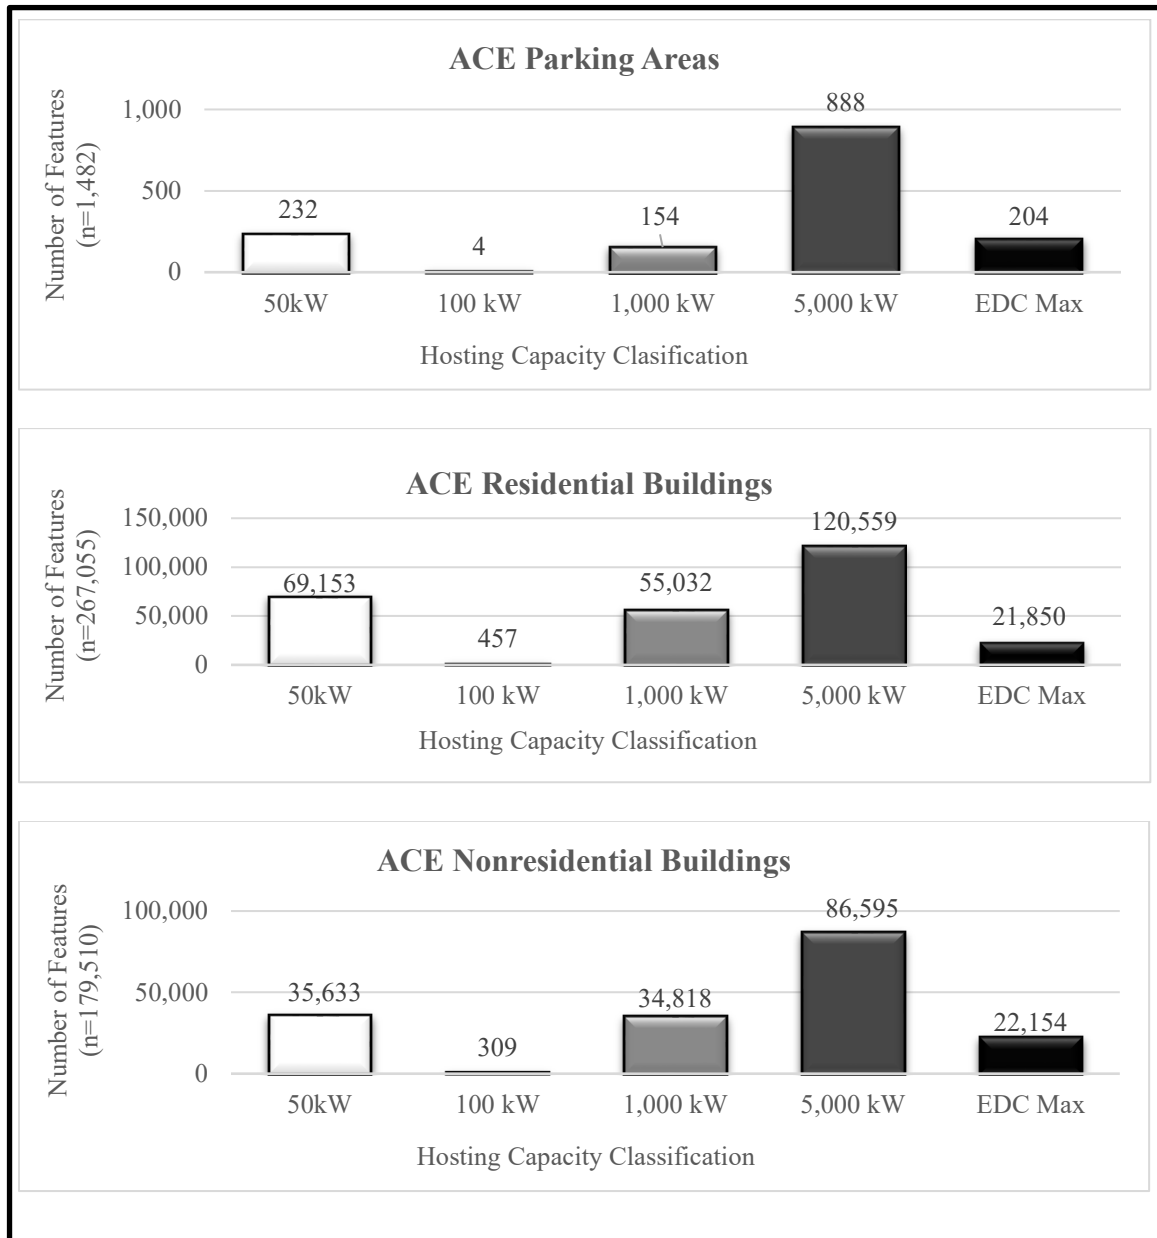 ACE Parking Areas
Number of Features
(n=1,482)
1,000
500
0
232
4
154
888
204
50kW
100 kW
1,000 kW
5,000 kW
EDC Max
Hosting Capacity Clasification
ACE Residential Buildings
Number of Features
(n=267,055)
150,000
100,000
50,000
0
69,153
457
55,032
120,559
21,850
50kW
100 kW
1,000 kW
5,000 kW
EDC Max
Hosting Capacity Classification
ACE Nonresidential Buildings
Number of Features
(n=179,510)
100,000
50,000
0
35,633
309
34,818
86,595
22,154
50kW
100 kW
1,000 kW
5,000 kW
EDC Max
Hosting Capacity Classification